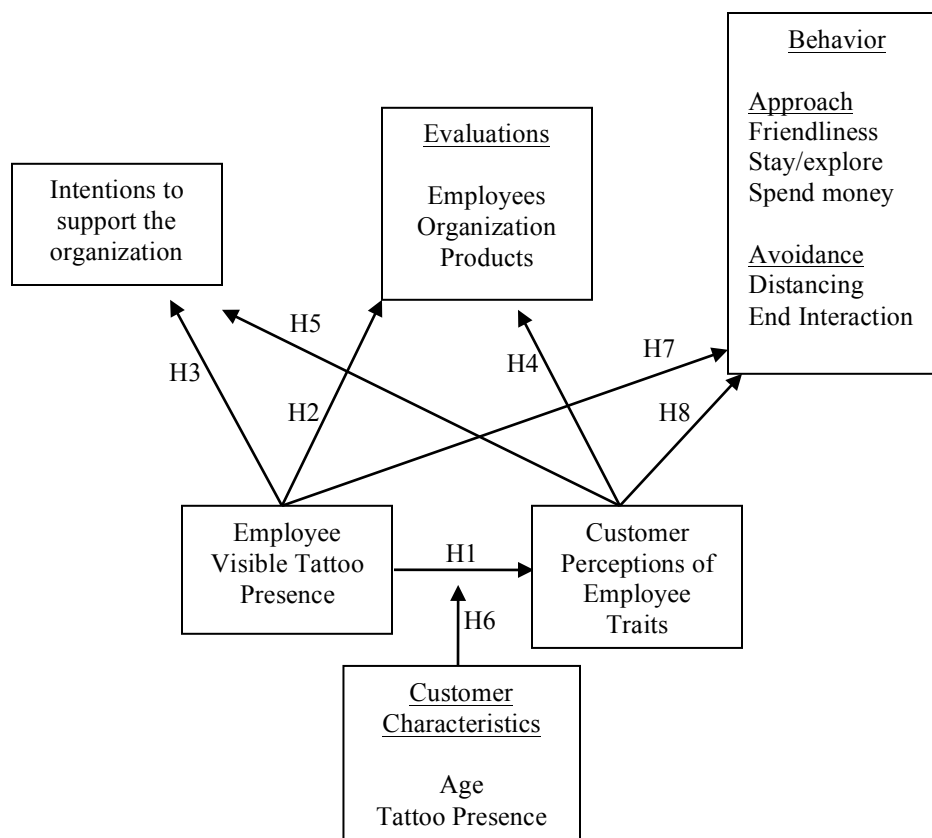 Behavior
Approach
Friendliness
Stay/explore
Spend money
Avoidance
Distancing
End Interaction
Evaluations
Employees
Organization
Products
Intentions to
support the
organization
H5
H7
H3
H4
H2
H8
Employee
Visible Tattoo
Presence
H1
Customer
Perceptions of
Employee
Traits
H6
Customer
Characteristics
Age
Tattoo Presence